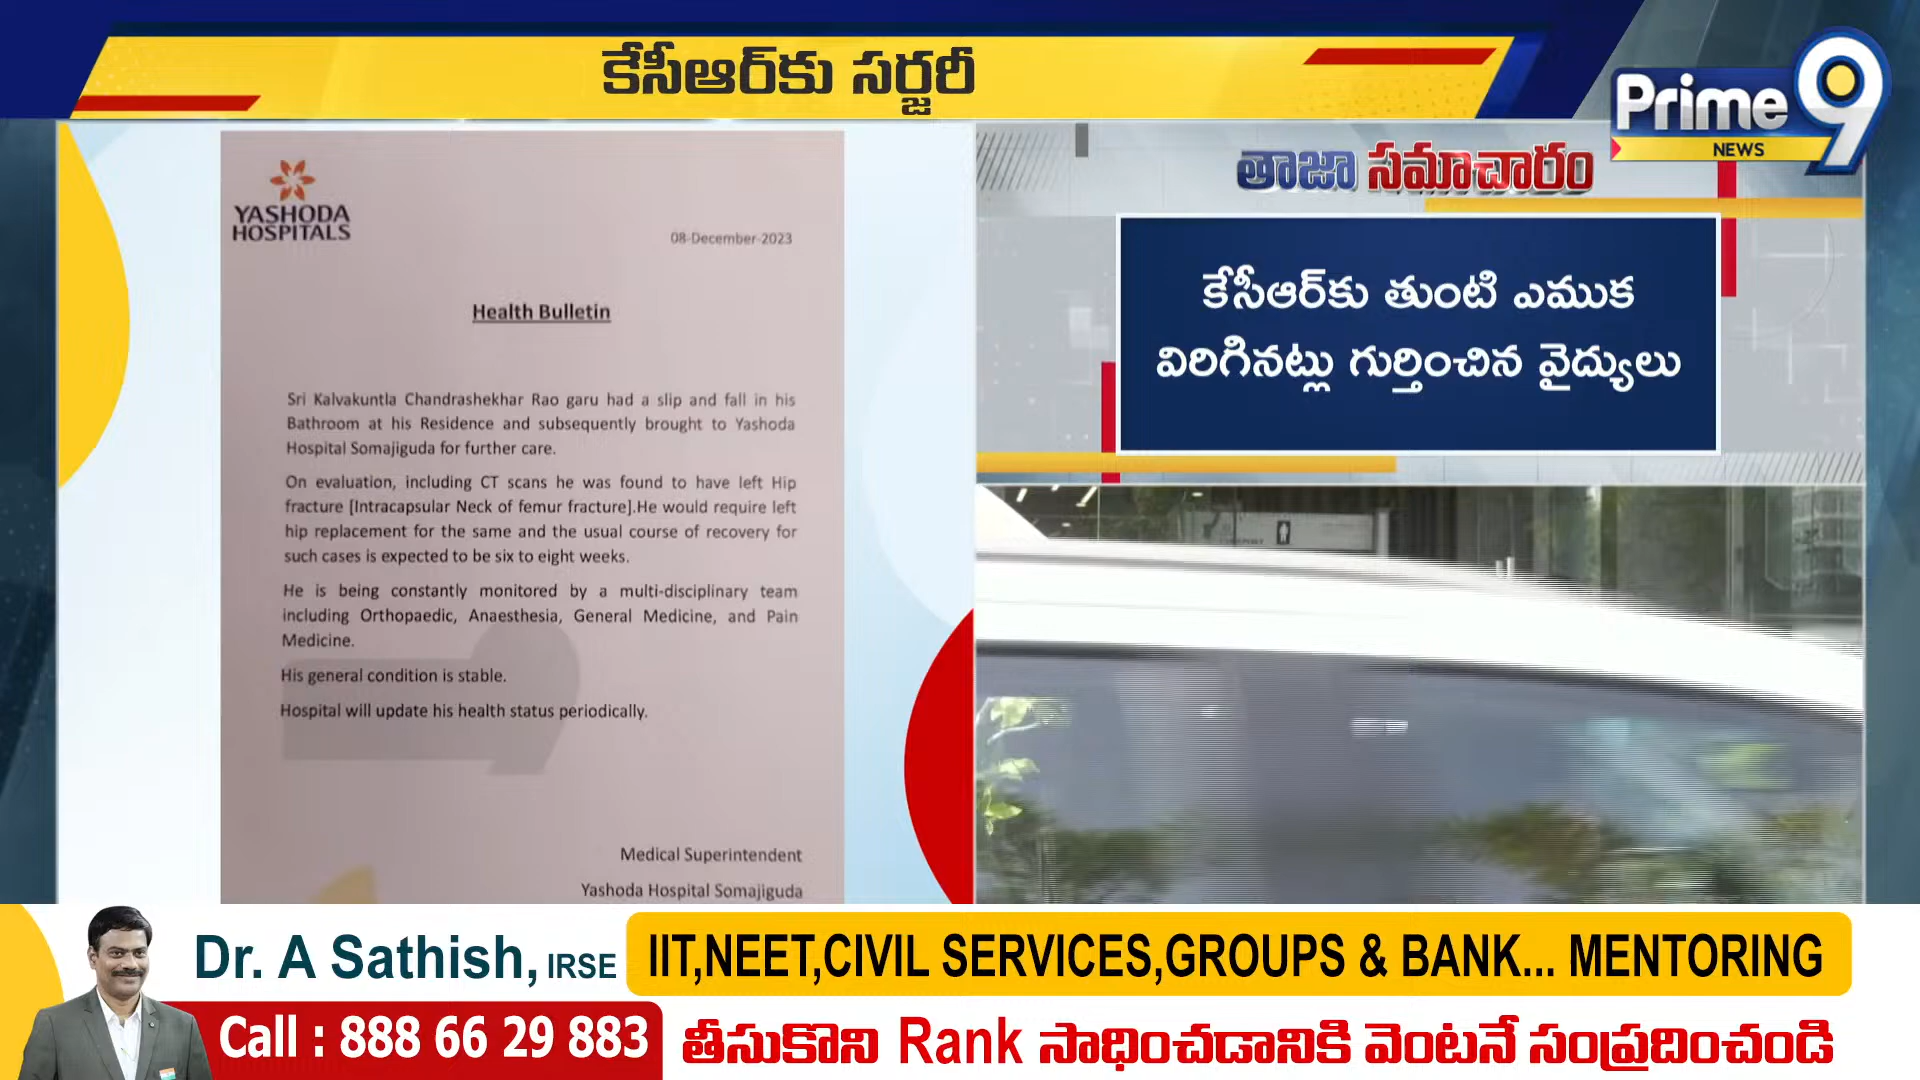 కేసీఆర్‌కు సర్జరీ
Prime9
NEWS
YASHODA
HOSPITALS
08-December-2023
Health Bulletin
Sri Kalvakuntla Chandrashekhar Rao garu had a slip and fall in his
Bathroom at his Residence and subsequently brought to Yashoda
Hospital Somajiguda for further care.
On evaluation, including CT scans he was found to have left Hip
fracture [Intracapsular Neck of femur fracture].He would require left
hip replacement for the same and the usual course of recovery for
such cases is expected to be six to eight weeks.
He is being constantly monitored by a multi-disciplinary team
including Orthopaedic, Anaesthesia, General Medicine, and Pain
Medicine.
His general condition is stable.
Hospital will update his health status periodically.
Medical Superintendent
Yashoda Hospital Somajiguda
తాజా సమాచారం
కేసీఆర్‌కు తుంటి ఎముక
విరిగినట్లు గుర్తించిన వైద్యులు
Dr. A Sathish, IRSE
IIT,NEET,CIVIL SERVICES,GROUPS & BANK... MENTORING
Call : 888 66 29 883
తీసుకొని Rank సాధించడానికి వెంటనే సంప్రదించండి